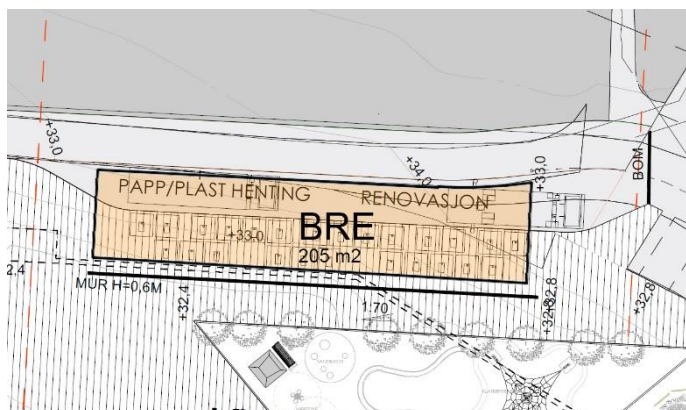 +33,0
+34,0
+33,0
BOM
PAPP/PLAST HENTING
RENOVASJON
BRE
+33.0
205 m2
2,4
MUR H=0,6M
+32,4
1.70
+32,8
+32,8